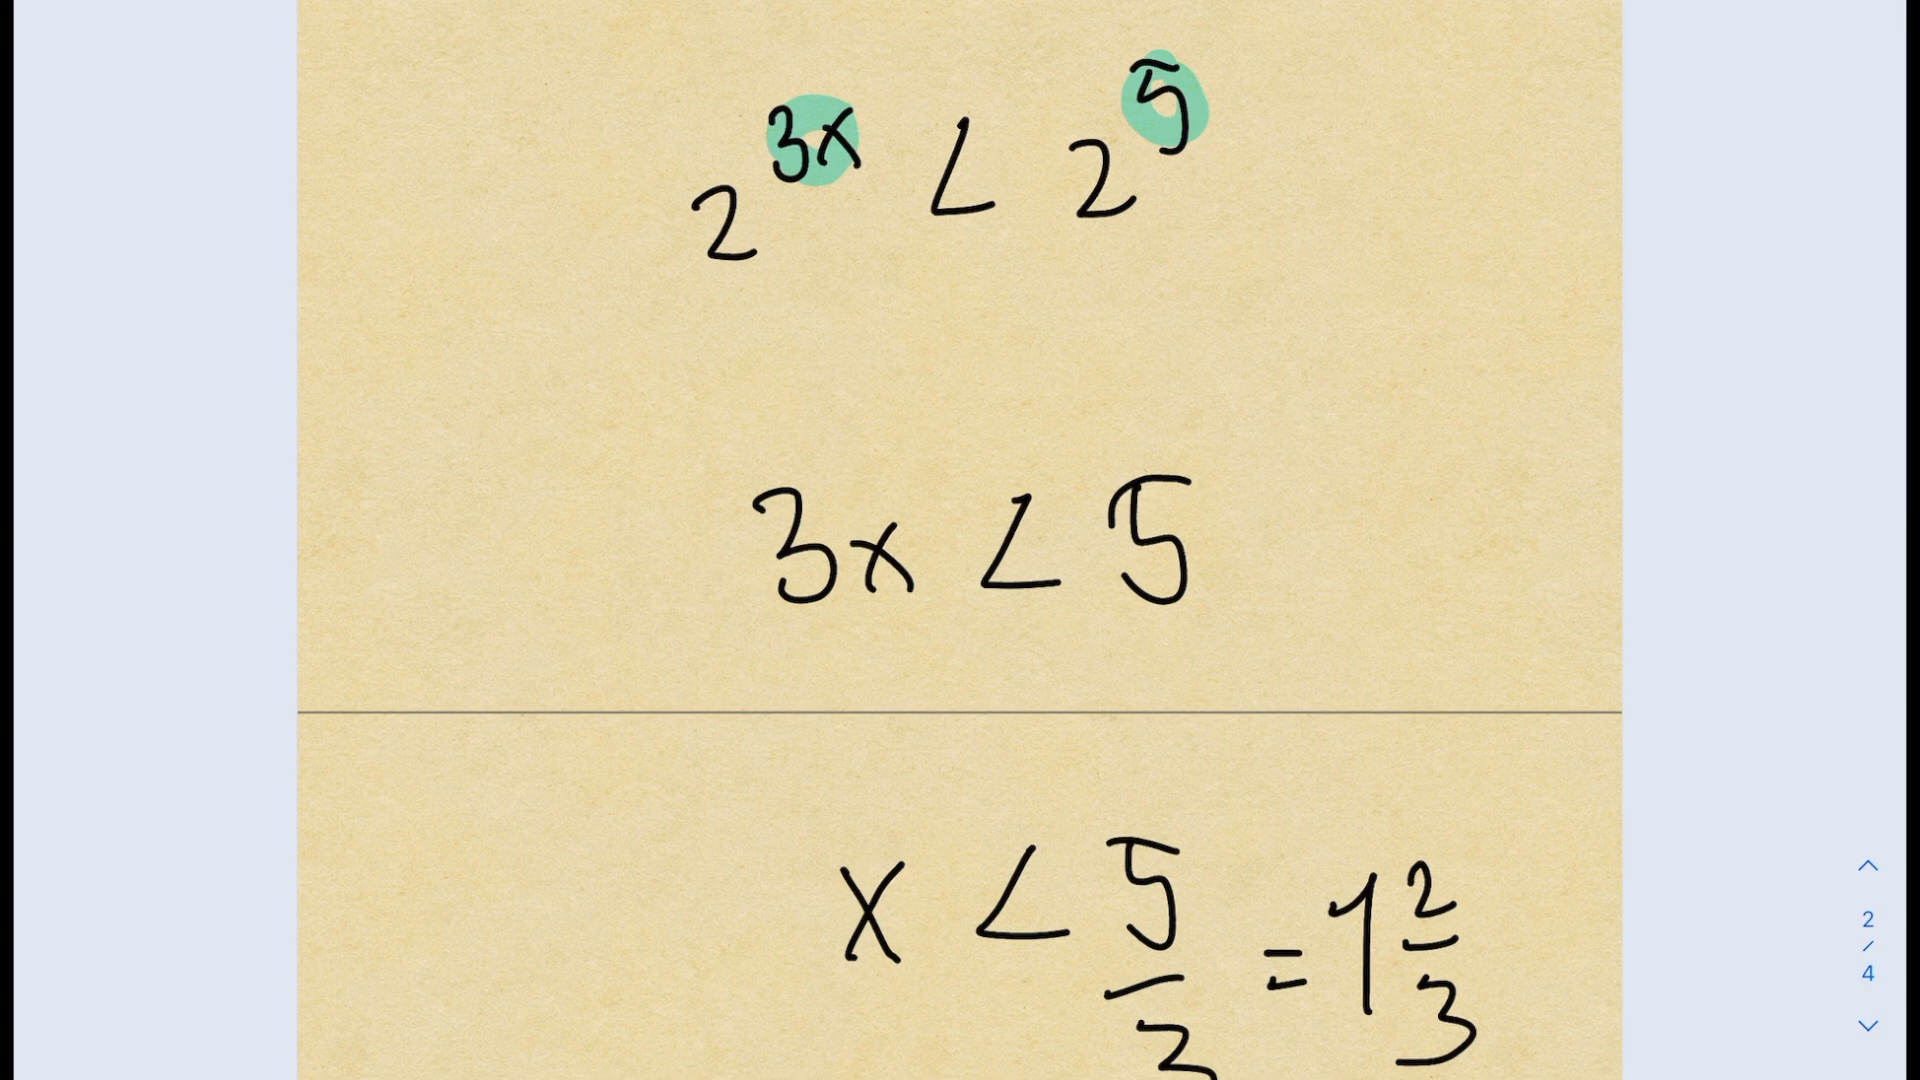 2^{3x} < 2^5
3x < 5
x < 5/3 = 1 2/3
2
/
4